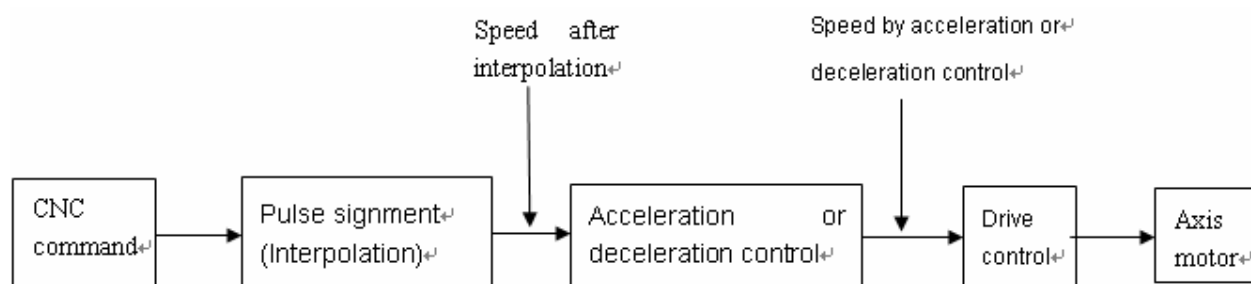 Speed after
interpolation↵
Speed by acceleration or↵
deceleration control↵
CNC
command↵
Pulse signment↵
(Interpolation)↵
Acceleration or
deceleration control↵
Drive
control↵
Axis
motor↵